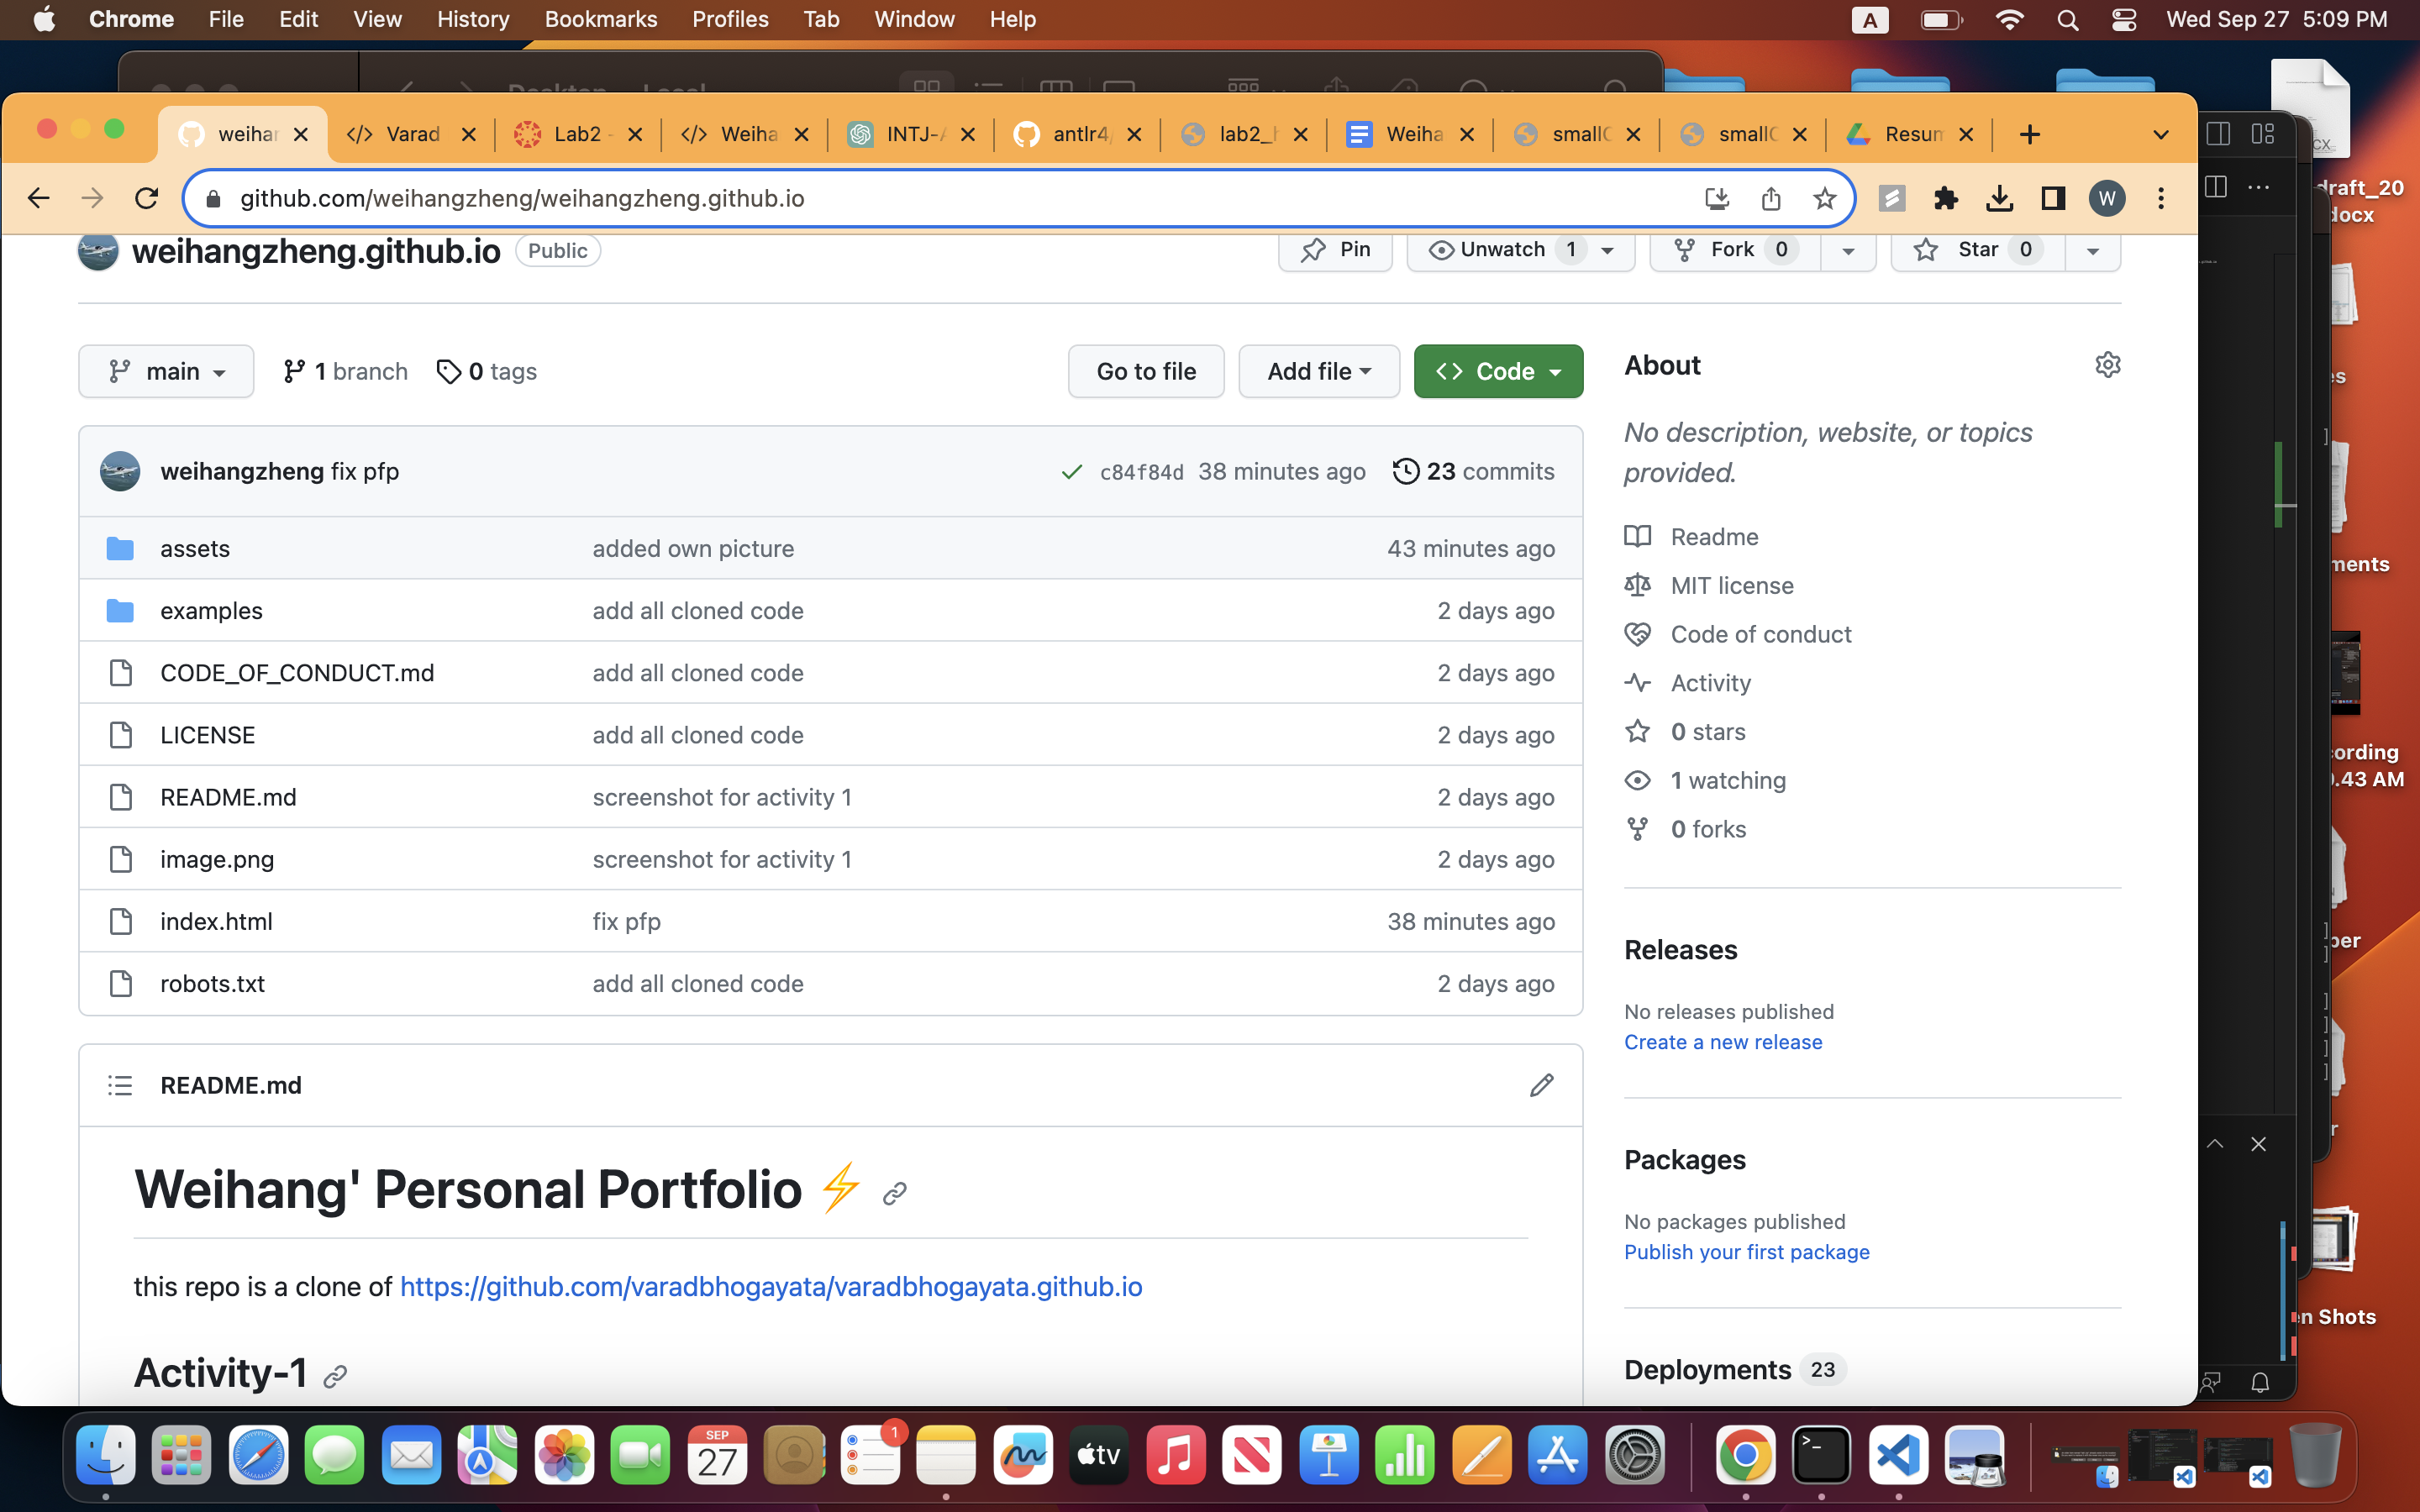 Chrome File Edit View History Bookmarks Profiles Tab Window Help A Wed Sep 27 5:09 PM
weihan Varad Lab2 - Weiha INTJ-A antlr4/ lab2_h Weiha smallC smallC Resum
github.com/weihangzheng/weihangzheng.github.io W
weihangzheng.github.io Public Pin Unwatch 1 Fork 0 Star 0
main 1 branch 0 tags Go to file Add file Code
weihangzheng fix pfp c84f84d 38 minutes ago 23 commits
assets added own picture 43 minutes ago
examples add all cloned code 2 days ago
CODE_OF_CONDUCT.md add all cloned code 2 days ago
LICENSE add all cloned code 2 days ago
README.md screenshot for activity 1 2 days ago
image.png screenshot for activity 1 2 days ago
index.html fix pfp 38 minutes ago
robots.txt add all cloned code 2 days ago
README.md
Weihang' Personal Portfolio ⚡
this repo is a clone of https://github.com/varadbhogayata/varadbhogayata.github.io
Activity-1
About
No description, website, or topics
provided.
Readme
MIT license
Code of conduct
Activity
0 stars
1 watching
0 forks
Releases
No releases published
Create a new release
Packages
No packages published
Publish your first package
Deployments 23
draft_20
docx
cording
.43 AM
n Shots
SEP
27
1
tv